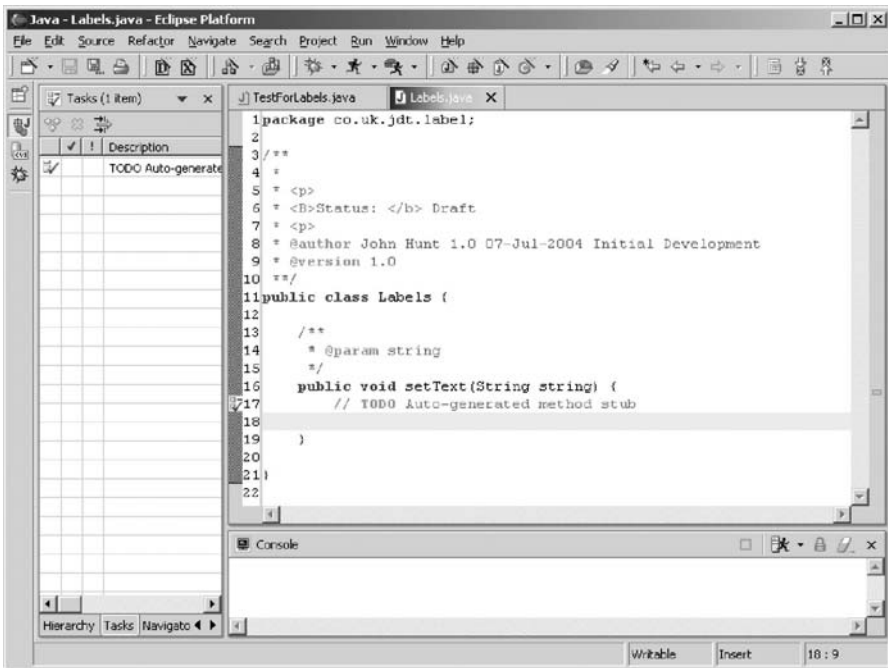 Java - Labels.java - Eclipse Platform
File Edit Source Refactor Navigate Search Project Run Window Help
Tasks (1 item)
Description
TODO Auto-generate
TestForLabels.java Labels.java
1 package co.uk.jdt.label;
2
3 /**
4 *
5 * <p>
6 * <B>Status: </b> Draft
7 * <p>
8 * @author John Hunt 1.0 07-Jul-2004 Initial Development
9 * @version 1.0
10 **/
11 public class Labels {
12
13 /**
14 * @param string
15 */
16 public void setText(String string) {
17 // TODO Auto-generated method stub
18
19 }
20
21 }
22
Console
Hierarchy Tasks Navigato
Writable Insert 18 : 9